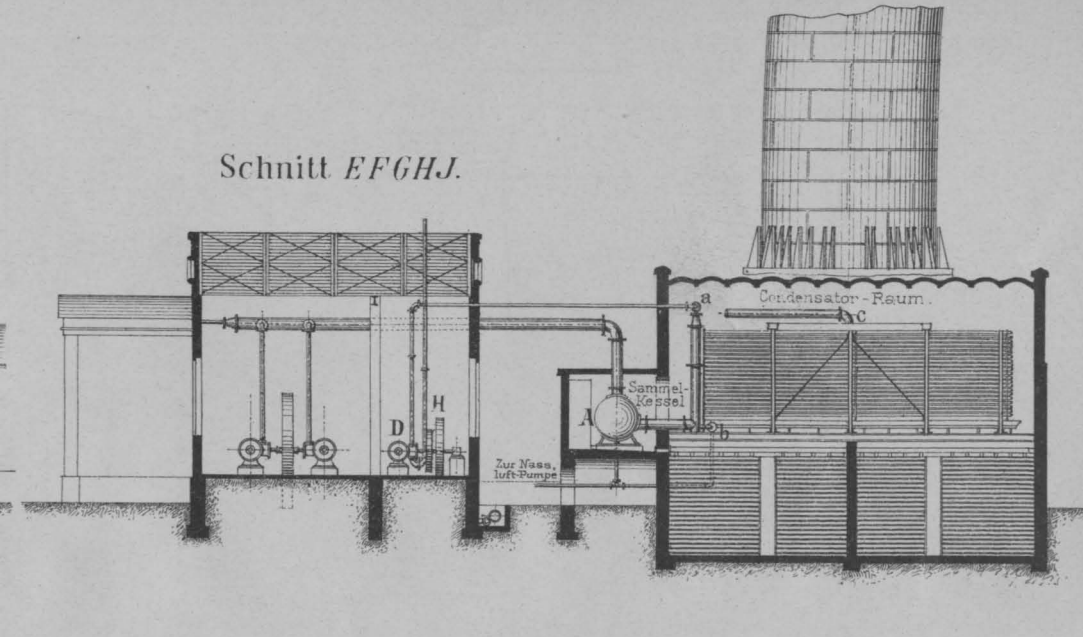 Schnitt EFGHJ.
I
a
Condensator-Raum.
c
Sammel-
Kessel
H
A
D
b
Zur Nass,
luft-Pumpe